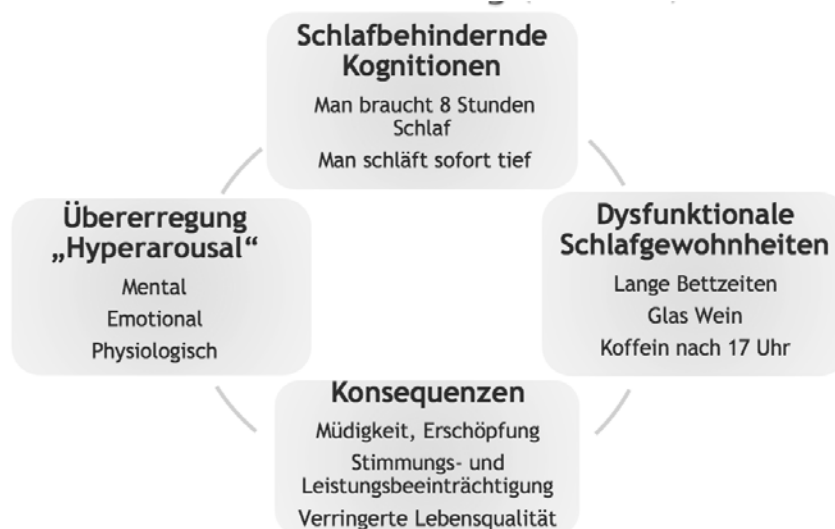 Schlafbehindernde
Kognitionen
Man braucht 8 Stunden
Schlaf
Man schläft sofort tief
Übererregung
„Hyperarousal“
Mental
Emotional
Physiologisch
Dysfunktionale
Schlafgewohnheiten
Lange Bettzeiten
Glas Wein
Koffein nach 17 Uhr
Konsequenzen
Müdigkeit, Erschöpfung
Stimmungs- und
Leistungsbeeinträchtigung
Verringerte Lebensqualität